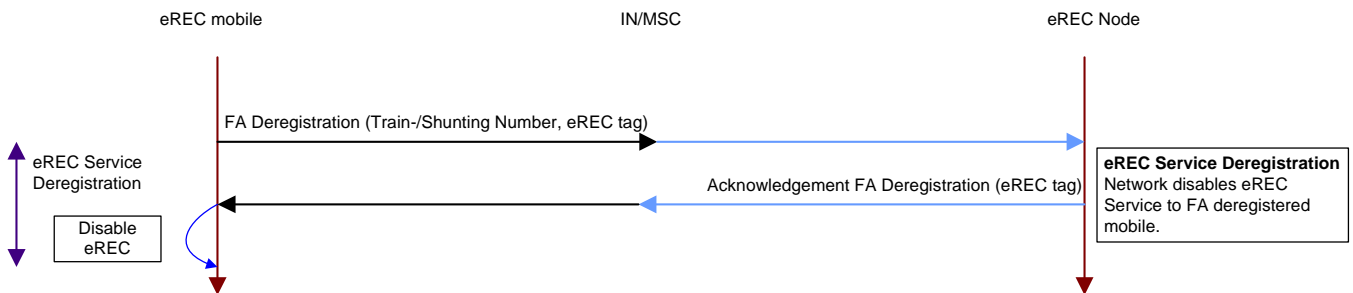 eREC mobile
IN/MSC
eREC Node
FA Deregistration (Train-/Shunting Number, eREC tag)
eREC Service
Deregistration
Acknowledgement FA Deregistration (eREC tag)
eREC Service Deregistration
Network disables eREC
Service to FA deregistered
mobile.
Disable
eREC